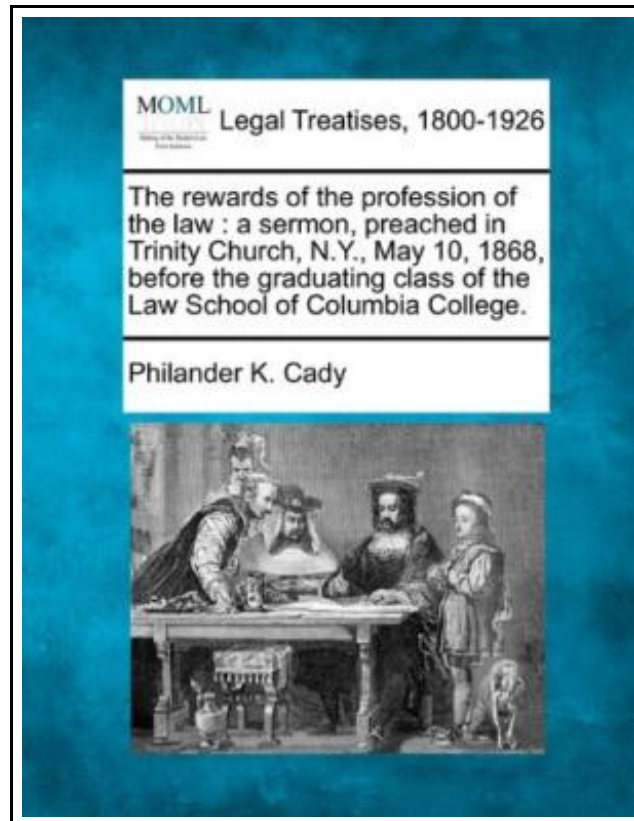 MOML
Legal Treatises, 1800-1926
The rewards of the profession of
the law : a sermon, preached in
Trinity Church, N.Y., May 10, 1868,
before the graduating class of the
Law School of Columbia College.
Philander K. Cady